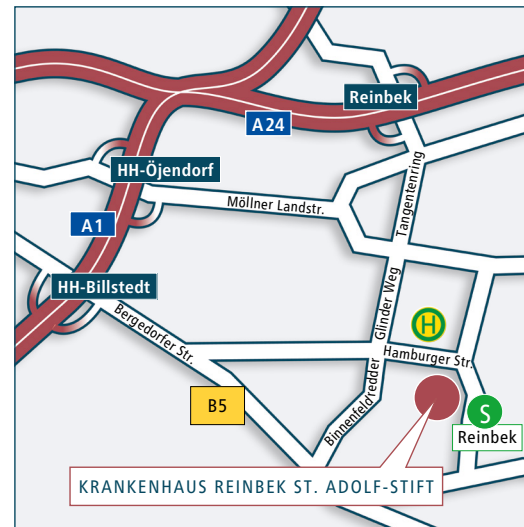 Reinbek
A24
HH-Öjendorf
Möllner Landstr.
Tangentenring
A1
HH-Billstedt
Bergedorfer Str.
Glinder Weg
H
Hamburger Str.
Binnenfeldredder
B5
S
Reinbek
KRANKENHAUS REINBEK ST. ADOLF-STIFT